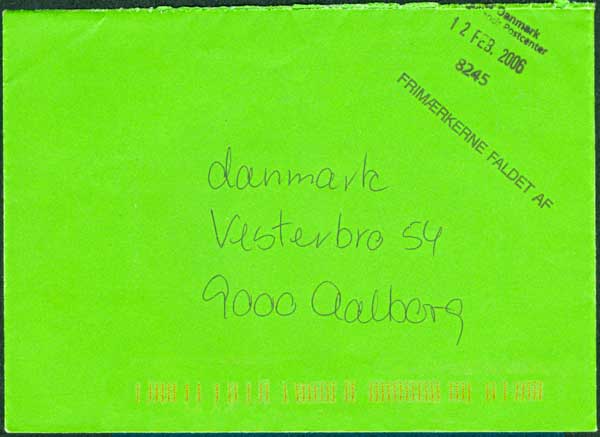 Danmark
Postcenter
12 FEB. 2006
8245
FRIMÆRKERNE FALDET AF
danmark
Vesterbro 54
9000 Aalborg